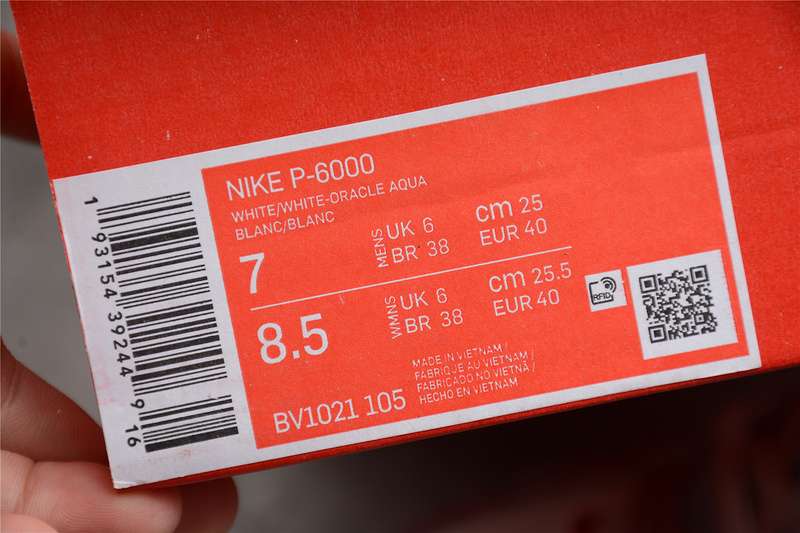 1 93154 39244 9 16
NIKE P-6000
WHITE/WHITE-ORACLE AQUA
BLANC/BLANC
7
MENS
UK 6
BR 38
cm 25
EUR 40
8.5
WMNS
UK 6
BR 38
cm 25.5
EUR 40
RFID
BV1021 105
MADE IN VIETNAM /
FABRIQUE AU VIETNAM /
FABRICADO NO VIETNÃ /
HECHO EN VIETNAM